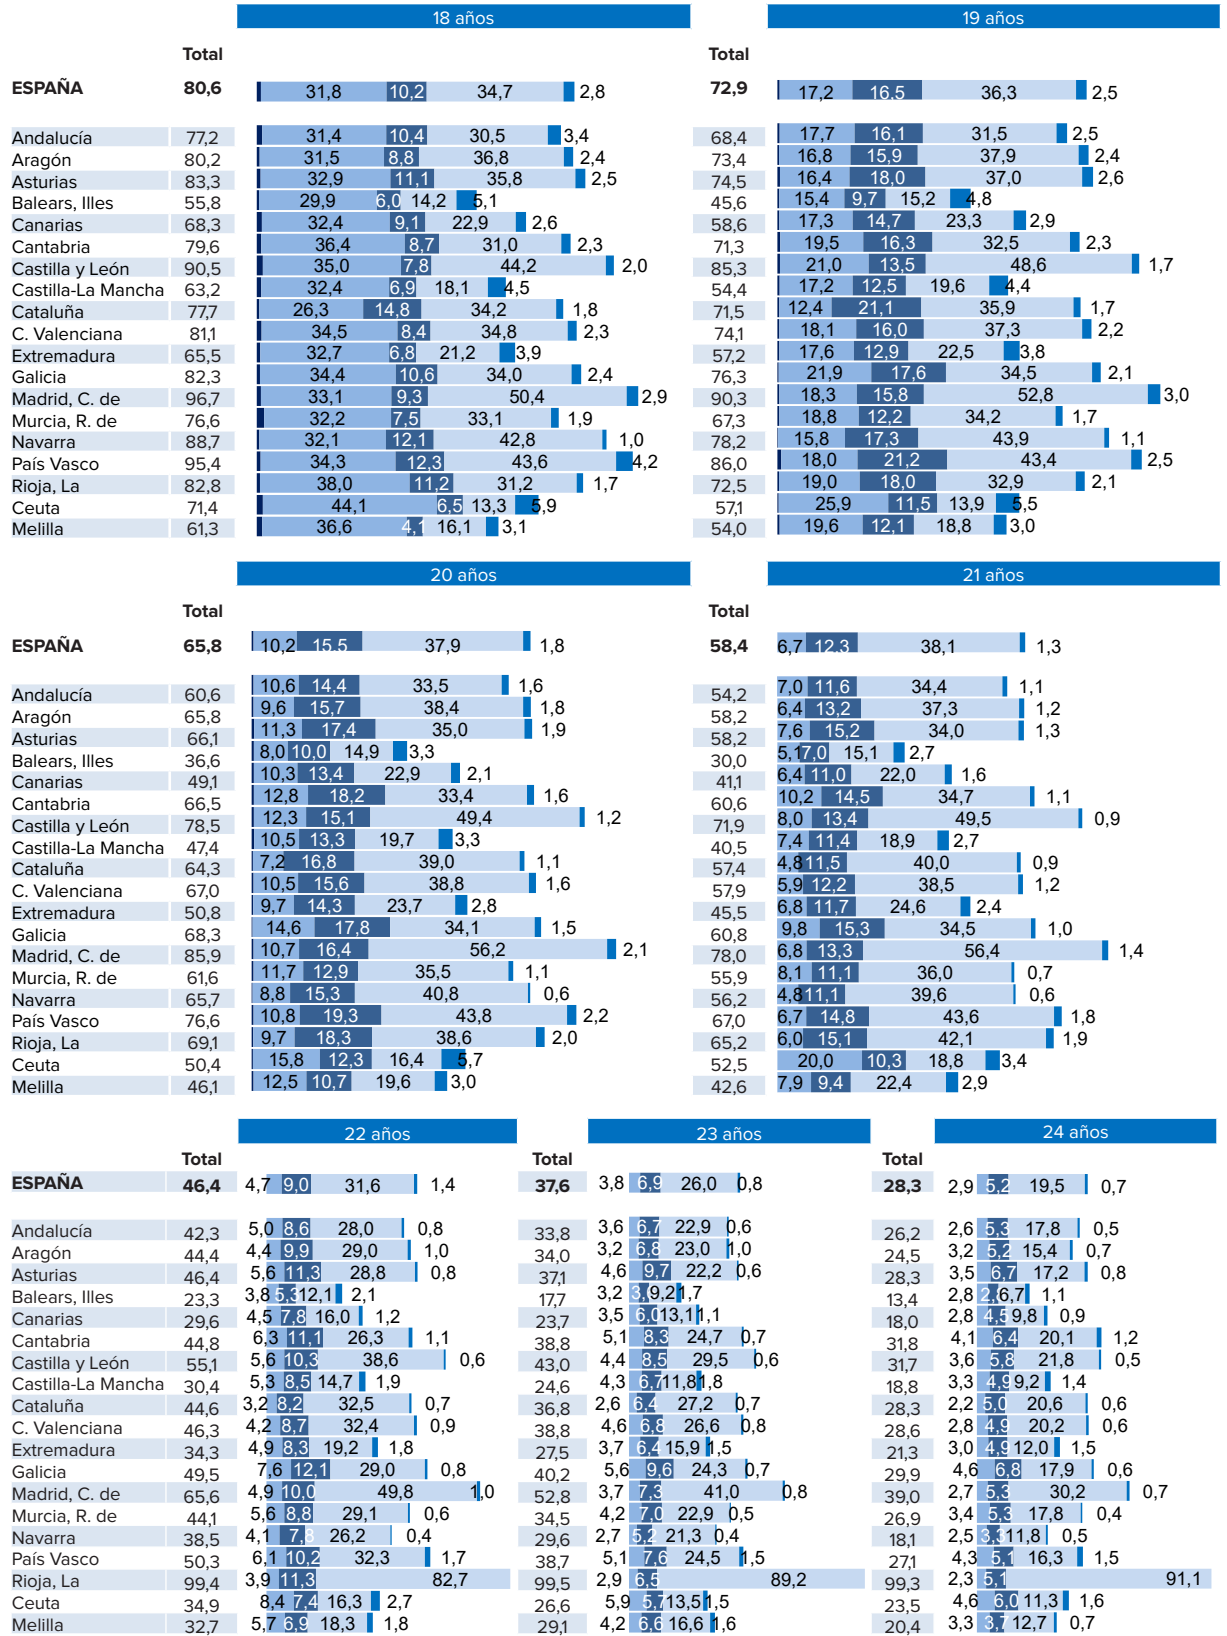 18 años 19 años
Total Total
ESPAÑA 80,6 31,8 10,2 34,7 2,8 72,9 17,2 16,5 36,3 2,5
Andalucía 77,2 31,4 10,4 30,5 3,4 68,4 17,7 16,1 31,5 2,5
Aragón 80,2 31,5 8,8 36,8 2,4 73,4 16,8 15,9 37,9 2,4
Asturias 83,3 32,9 11,1 35,8 2,5 74,5 16,4 18,0 37,0 2,6
Balears, Illes 55,8 29,9 6,0 14,2 5,1 45,6 15,4 9,7 15,2 4,8
Canarias 68,3 32,4 9,1 22,9 2,6 58,6 17,3 14,7 23,3 2,9
Cantabria 79,6 36,4 8,7 31,0 2,3 71,3 19,5 16,3 32,5 2,3
Castilla y León 90,5 35,0 7,8 44,2 2,0 85,3 21,0 13,5 48,6 1,7
Castilla-La Mancha 63,2 32,4 6,9 18,1 4,5 54,4 17,2 12,5 19,6 4,4
Cataluña 77,7 26,3 14,8 34,2 1,8 71,5 12,4 21,1 35,9 1,7
C. Valenciana 81,1 34,5 8,4 34,8 2,3 74,1 18,1 16,0 37,3 2,2
Extremadura 65,5 32,7 6,8 21,2 3,9 57,2 17,6 12,9 22,5 3,8
Galicia 82,3 34,4 10,6 34,0 2,4 76,3 21,9 17,6 34,5 2,1
Madrid, C. de 96,7 33,1 9,3 50,4 2,9 90,3 18,3 15,8 52,8 3,0
Murcia, R. de 76,6 32,2 7,5 33,1 1,9 67,3 18,8 12,2 34,2 1,7
Navarra 88,7 32,1 12,1 42,8 1,0 78,2 15,8 17,3 43,9 1,1
País Vasco 95,4 34,3 12,3 43,6 4,2 86,0 18,0 21,2 43,4 2,5
Rioja, La 82,8 38,0 11,2 31,2 1,7 72,5 19,0 18,0 32,9 2,1
Ceuta 71,4 44,1 6,5 13,3 5,9 57,1 25,9 11,5 13,9 5,5
Melilla 61,3 36,6 4,1 16,1 3,1 54,0 19,6 12,1 18,8 3,0
20 años 21 años
Total Total
ESPAÑA 65,8 10,2 15,5 37,9 1,8 58,4 6,7 12,3 38,1 1,3
Andalucía 60,6 10,6 14,4 33,5 1,6 54,2 7,0 11,6 34,4 1,1
Aragón 65,8 9,6 15,7 38,4 1,8 58,2 6,4 13,2 37,3 1,2
Asturias 66,1 11,3 17,4 35,0 1,9 58,2 7,6 15,2 34,0 1,3
Balears, Illes 36,6 8,0 10,0 14,9 3,3 30,0 5,1 7,0 15,1 2,7
Canarias 49,1 10,3 13,4 22,9 2,1 41,1 6,4 11,0 22,0 1,6
Cantabria 66,5 12,8 18,2 33,4 1,6 60,6 10,2 14,5 34,7 1,1
Castilla y León 78,5 12,3 15,1 49,4 1,2 71,9 8,0 13,4 49,5 0,9
Castilla-La Mancha 47,4 10,5 13,3 19,7 3,3 40,5 7,4 11,4 18,9 2,7
Cataluña 64,3 7,2 16,8 39,0 1,1 57,4 4,8 11,5 40,0 0,9
C. Valenciana 67,0 10,5 15,6 38,8 1,6 57,9 5,9 12,2 38,5 1,2
Extremadura 50,8 9,7 14,3 23,7 2,8 45,5 6,8 11,7 24,6 2,4
Galicia 68,3 14,6 17,8 34,1 1,5 60,8 9,8 15,3 34,5 1,0
Madrid, C. de 85,9 10,7 16,4 56,2 2,1 78,0 6,8 13,3 56,4 1,4
Murcia, R. de 61,6 11,7 12,9 35,5 1,1 55,9 8,1 11,1 36,0 0,7
Navarra 65,7 8,8 15,3 40,8 0,6 56,2 4,8 11,1 39,6 0,6
País Vasco 76,6 10,8 19,3 43,8 2,2 67,0 6,7 14,8 43,6 1,8
Rioja, La 69,1 9,7 18,3 38,6 2,0 65,2 6,0 15,1 42,1 1,9
Ceuta 50,4 15,8 12,3 16,4 5,7 52,5 20,0 10,3 18,8 3,4
Melilla 46,1 12,5 10,7 19,6 3,0 42,6 7,9 9,4 22,4 2,9
22 años 23 años 24 años
Total Total Total
ESPAÑA 46,4 4,7 9,0 31,6 1,4 37,6 3,8 6,9 26,0 0,8 28,3 2,9 5,2 19,5 0,7
Andalucía 42,3 5,0 8,6 28,0 0,8 33,8 3,6 6,7 22,9 0,6 26,2 2,6 5,3 17,8 0,5
Aragón 44,4 4,4 9,9 29,0 1,0 34,0 3,2 6,8 23,0 1,0 24,5 3,2 5,2 15,4 0,7
Asturias 46,4 5,6 11,3 28,8 0,8 37,1 4,6 9,7 22,2 0,6 28,3 3,5 6,7 17,2 0,8
Balears, Illes 23,3 3,8 5,3 12,1 2,1 17,7 3,2 9,2 1,7 13,4 2,8 6,7 1,1
Canarias 29,6 4,5 7,8 16,0 1,2 23,7 3,5 6,0 13,1 1,1 18,0 2,8 4,5 9,8 0,9
Cantabria 44,8 6,3 11,1 26,3 1,1 38,8 5,1 8,3 24,7 0,7 31,8 4,1 6,4 20,1 1,2
Castilla y León 55,1 5,6 10,3 38,6 0,6 43,0 4,4 8,5 29,5 0,6 31,7 3,6 5,8 21,8 0,5
Castilla-La Mancha 30,4 5,3 8,5 14,7 1,9 24,6 4,3 6,7 11,8 1,8 18,8 3,3 4,9 9,2 1,4
Cataluña 44,6 3,2 8,2 32,5 0,7 36,8 2,6 6,4 27,2 0,7 28,3 2,2 5,0 20,6 0,6
C. Valenciana 46,3 4,2 8,7 32,4 0,9 38,8 4,6 6,8 26,6 0,8 28,6 2,8 4,9 20,2 0,6
Extremadura 34,3 4,9 8,3 19,2 1,8 27,5 3,7 6,4 15,9 1,5 21,3 3,0 4,9 12,0 1,5
Galicia 49,5 7,6 12,1 29,0 0,8 40,2 5,6 9,6 24,3 0,7 29,9 4,6 6,8 17,9 0,6
Madrid, C. de 65,6 4,9 10,0 49,8 1,0 52,8 3,7 7,3 41,0 0,8 39,0 2,7 5,3 30,2 0,7
Murcia, R. de 44,1 5,6 8,8 29,1 0,6 34,5 4,2 7,0 22,9 0,5 26,9 3,4 5,3 17,8 0,4
Navarra 38,5 4,1 7,8 26,2 0,4 29,6 2,7 5,2 21,3 0,4 18,1 2,5 3,3 11,8 0,5
País Vasco 50,3 6,1 10,2 32,3 1,7 38,7 5,1 7,6 24,5 1,5 27,1 4,3 5,1 16,3 1,5
Rioja, La 99,4 3,9 11,3 82,7 99,5 2,9 6,5 89,2 99,3 2,3 5,1 91,1
Ceuta 34,9 8,4 7,4 16,3 2,7 26,6 5,9 5,7 13,5 1,5 23,5 4,6 6,0 11,3 1,6
Melilla 32,7 5,7 6,9 18,3 1,8 29,1 4,2 6,6 16,6 1,6 20,4 3,3 3,7 12,7 0,7